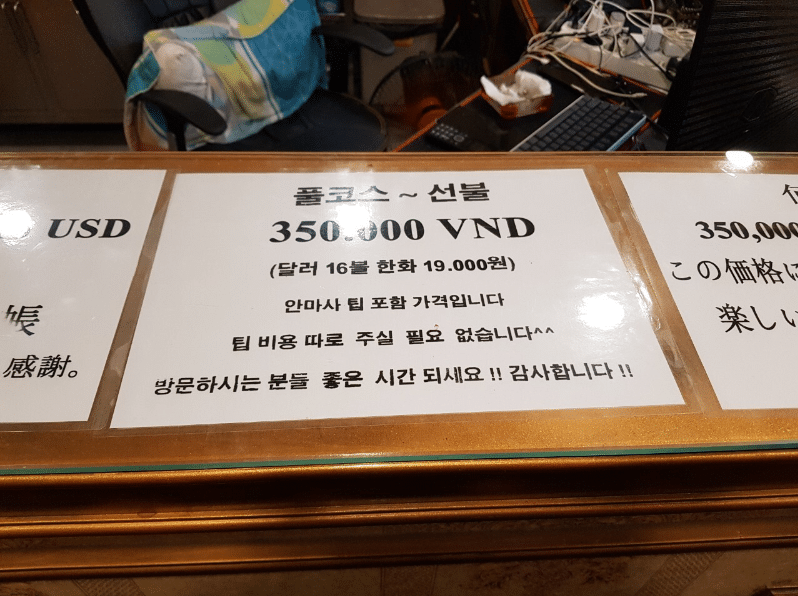 USD
帳
感謝。
풀코스 ~ 선불
350.000 VND
(달러 16불 한화 19.000원)
안마사 팁 포함 가격입니다
팁 비용 따로 주실 필요 없습니다^^
방문하시는 분들 좋은 시간 되세요 !! 감사합니다 !!
350,000
この価格に
楽しい